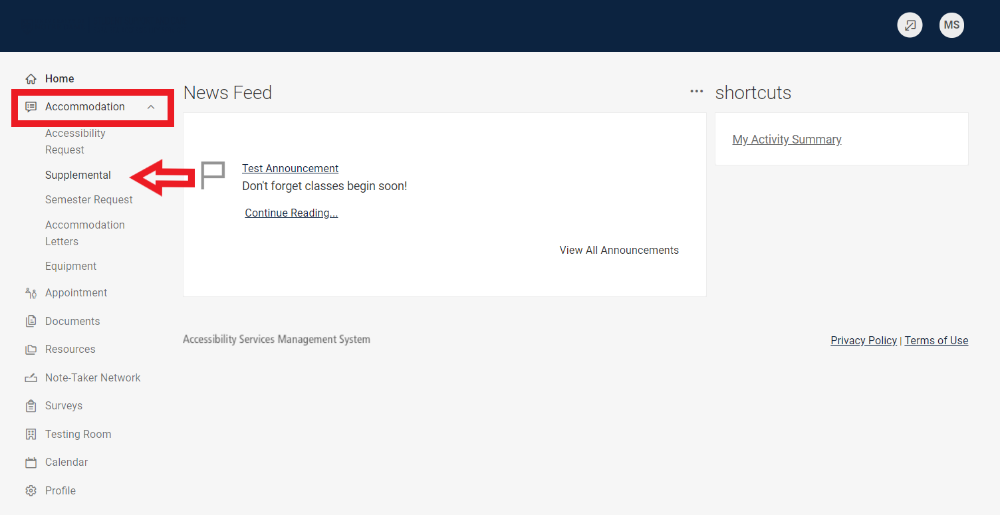 MS
Home
Accommodation
Accessibility
Request
Supplemental
Semester Request
Accommodation
Letters
Equipment
Appointment
Documents
Resources
Note-Taker Network
Surveys
Testing Room
Calendar
Profile
News Feed
Test Announcement
Don't forget classes begin soon!
Continue Reading...
View All Announcements
shortcuts
My Activity Summary
Accessibility Services Management System
Privacy Policy | Terms of Use